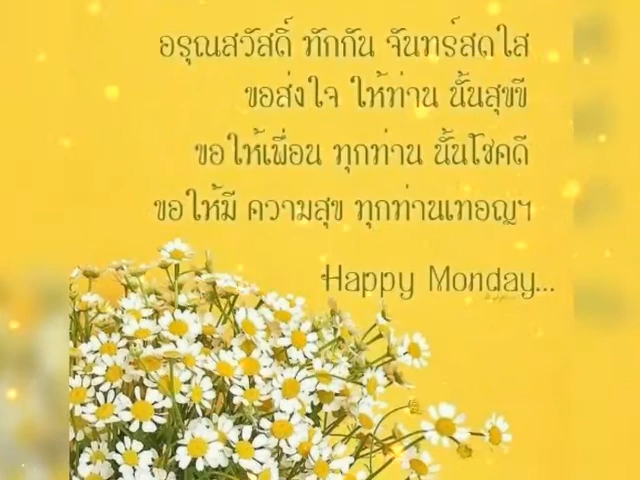 อรุณสวัสดิ์ ทักกัน จันทร์สดใส
ขอส่งใจ ให้ท่าน นั้นสุขขี
ขอให้เพื่อน ทุกท่าน นั้นโชคดี
ขอให้มี ความสุข ทุกท่านเทอญฯ
Happy Monday...